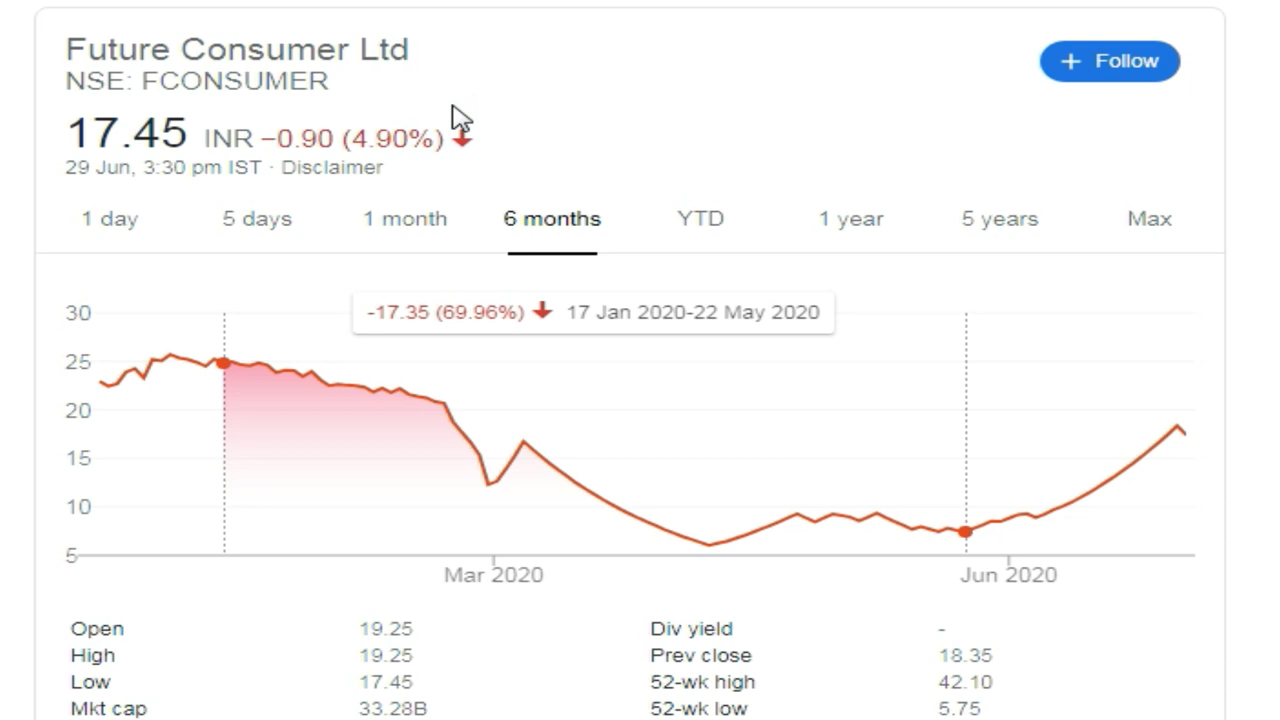 Future Consumer Ltd
NSE: FCONSUMER
+ Follow
17.45 INR −0.90 (4.90%)
29 Jun, 3:30 pm IST · Disclaimer
1 day 5 days 1 month 6 months YTD 1 year 5 years Max
-17.35 (69.96%) 17 Jan 2020-22 May 2020
30
25
20
15
10
5
Mar 2020 Jun 2020
Open 19.25 Div yield -
High 19.25 Prev close 18.35
Low 17.45 52-wk high 42.10
Mkt cap 33.28B 52-wk low 5.75